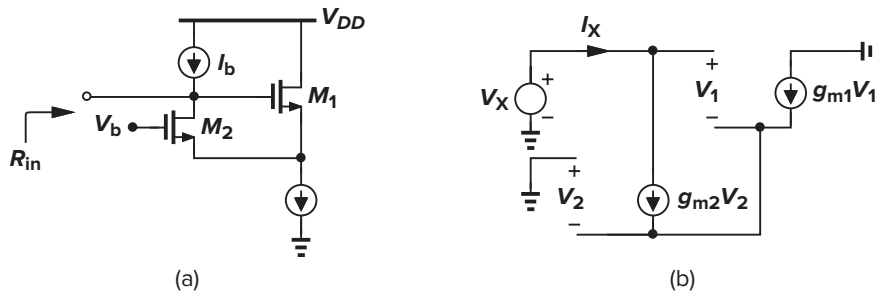 V_DD
I_b
M_1
V_b
M_2
R_in
(a)
I_X
V_X
+
−
+
V_1
−
g_m1V_1
+
V_2
−
g_m2V_2
(b)